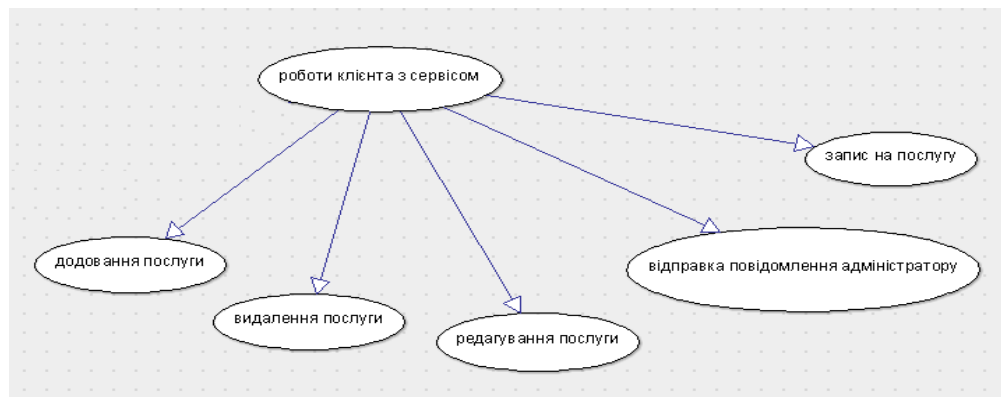 роботи клієнта з сервісом
запис на послугу
додовання послуги
відправка повідомлення адміністратору
видалення послуги
редагування послуги